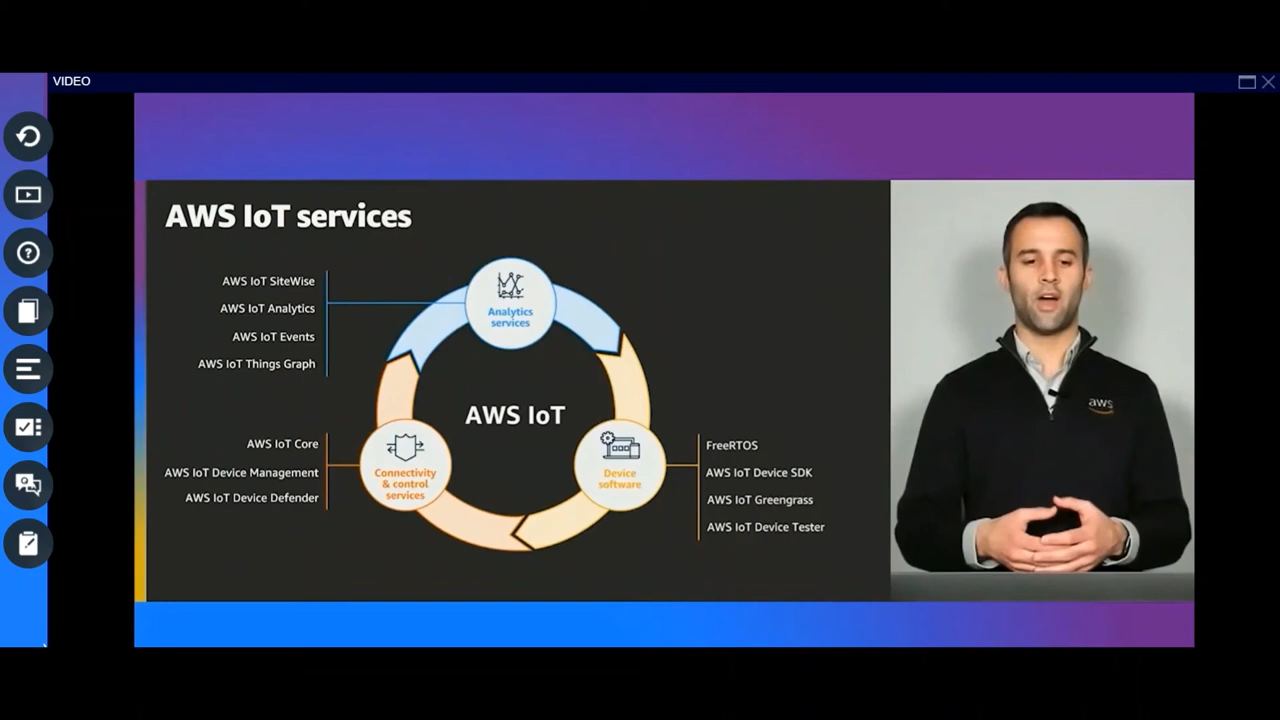 VIDEO
AWS IoT services
AWS IoT SiteWise
AWS IoT Analytics
AWS IoT Events
AWS IoT Things Graph
Analytics
services
AWS IoT
AWS IoT Core
AWS IoT Device Management
AWS IoT Device Defender
Connectivity
& control
services
Device
software
FreeRTOS
AWS IoT Device SDK
AWS IoT Greengrass
AWS IoT Device Tester
aws